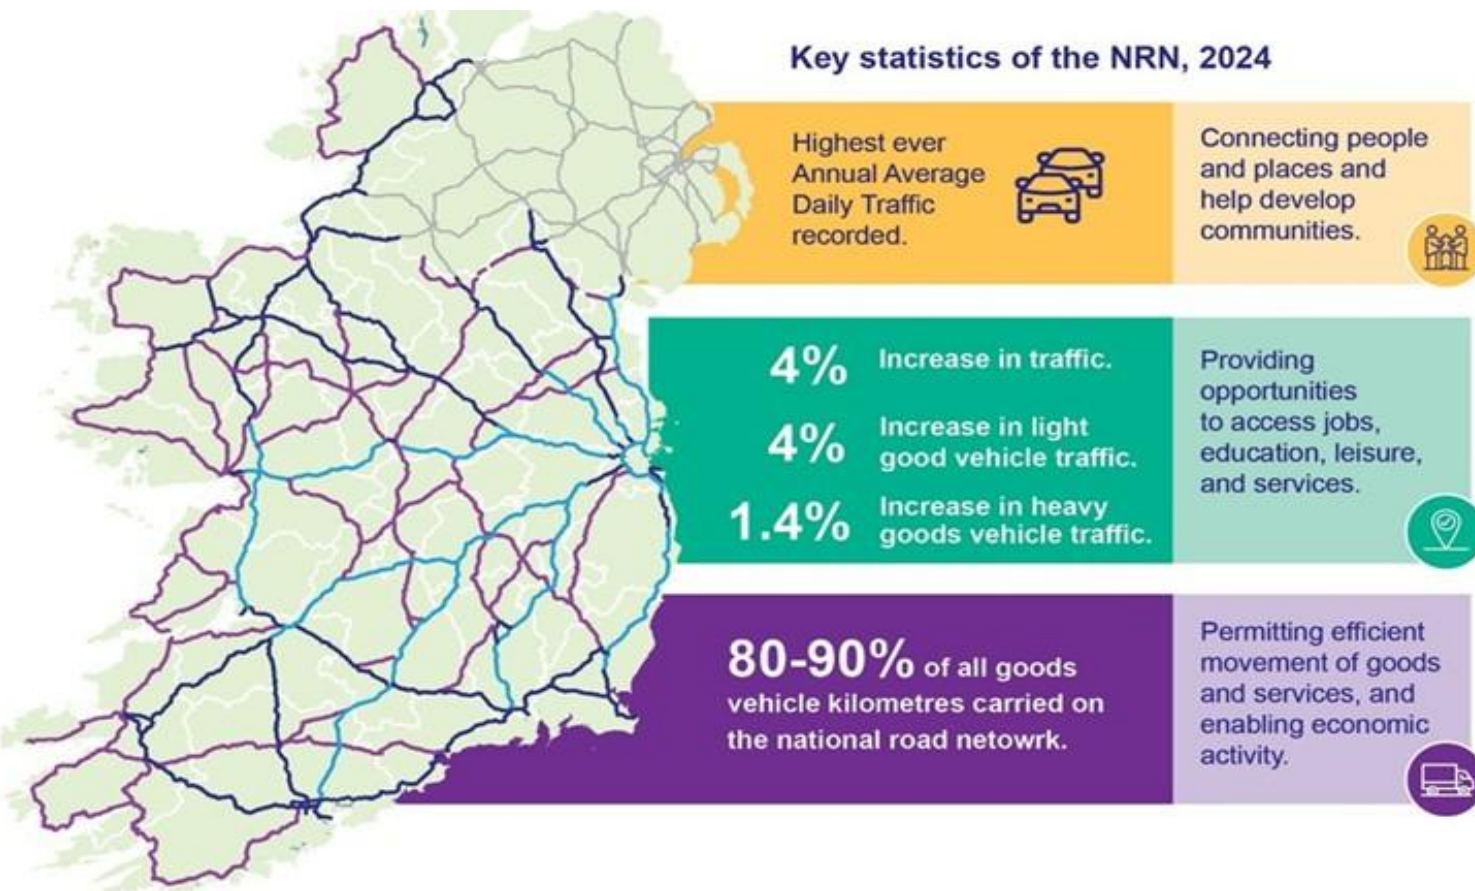 Key statistics of the NRN, 2024
Highest ever
Annual Average
Daily Traffic
recorded.
Connecting people
and places and
help develop
communities.
4% Increase in traffic.
4% Increase in light
good vehicle traffic.
1.4% Increase in heavy
goods vehicle traffic.
Providing
opportunities
to access jobs,
education, leisure,
and services.
80-90% of all goods
vehicle kilometres carried on
the national road netowrk.
Permitting efficient
movement of goods
and services, and
enabling economic
activity.